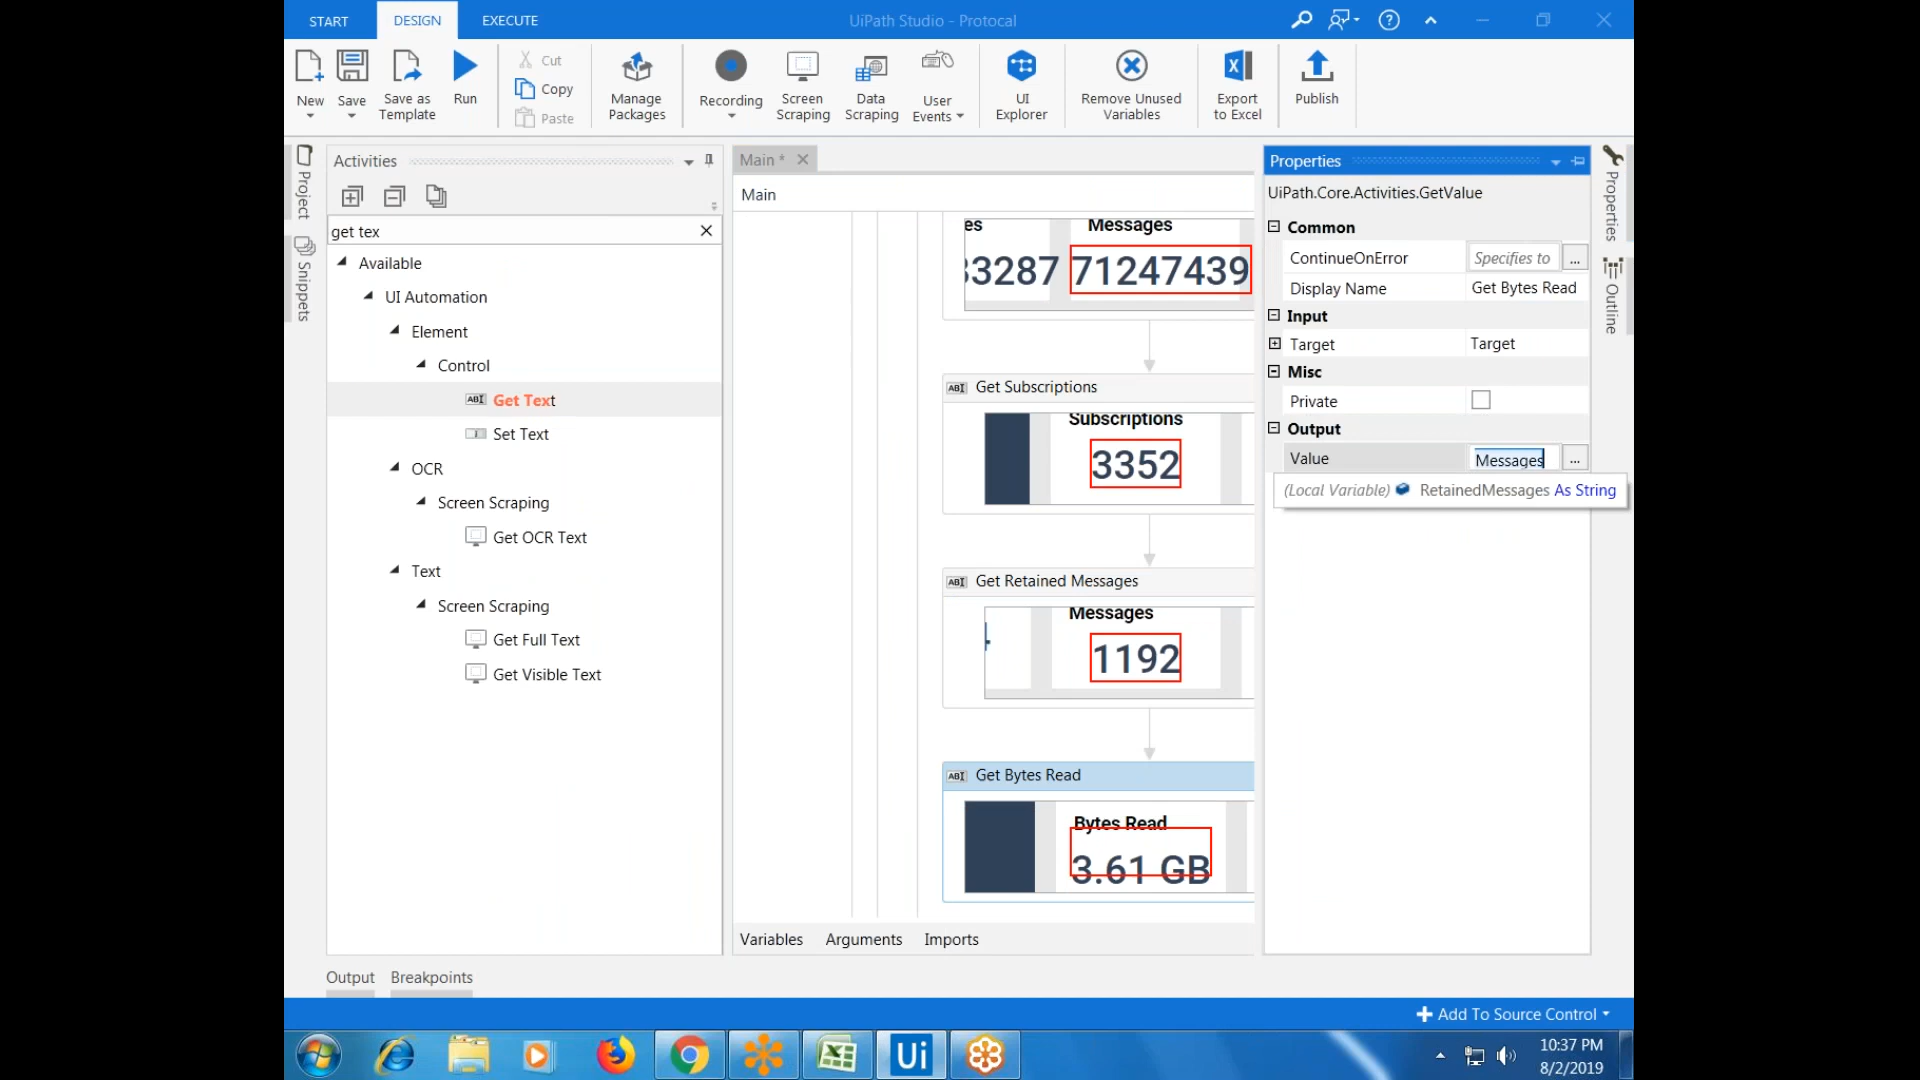 START
DESIGN
EXECUTE
UiPath Studio - Protocal
New
Save
Save as Template
Run
Cut
Copy
Paste
Manage Packages
Recording
Screen Scraping
Data Scraping
User Events
UI Explorer
Remove Unused Variables
Export to Excel
Publish
Project
Snippets
Activities
get tex
Available
UI Automation
Element
Control
Get Text
Set Text
OCR
Screen Scraping
Get OCR Text
Text
Screen Scraping
Get Full Text
Get Visible Text
Main *
Main
es
Messages
33287
71247439
Get Subscriptions
Subscriptions
3352
Get Retained Messages
Messages
1192
Get Bytes Read
Bytes Read
3.61 GB
Variables
Arguments
Imports
Properties
UiPath.Core.Activities.GetValue
Common
ContinueOnError
Specifies to
...
Display Name
Get Bytes Read
Input
Target
Target
Misc
Private
Output
Value
Messages
...
(Local Variable) RetainedMessages As String
Properties
Outline
Output
Breakpoints
Add To Source Control
Ui
10:37 PM
8/2/2019